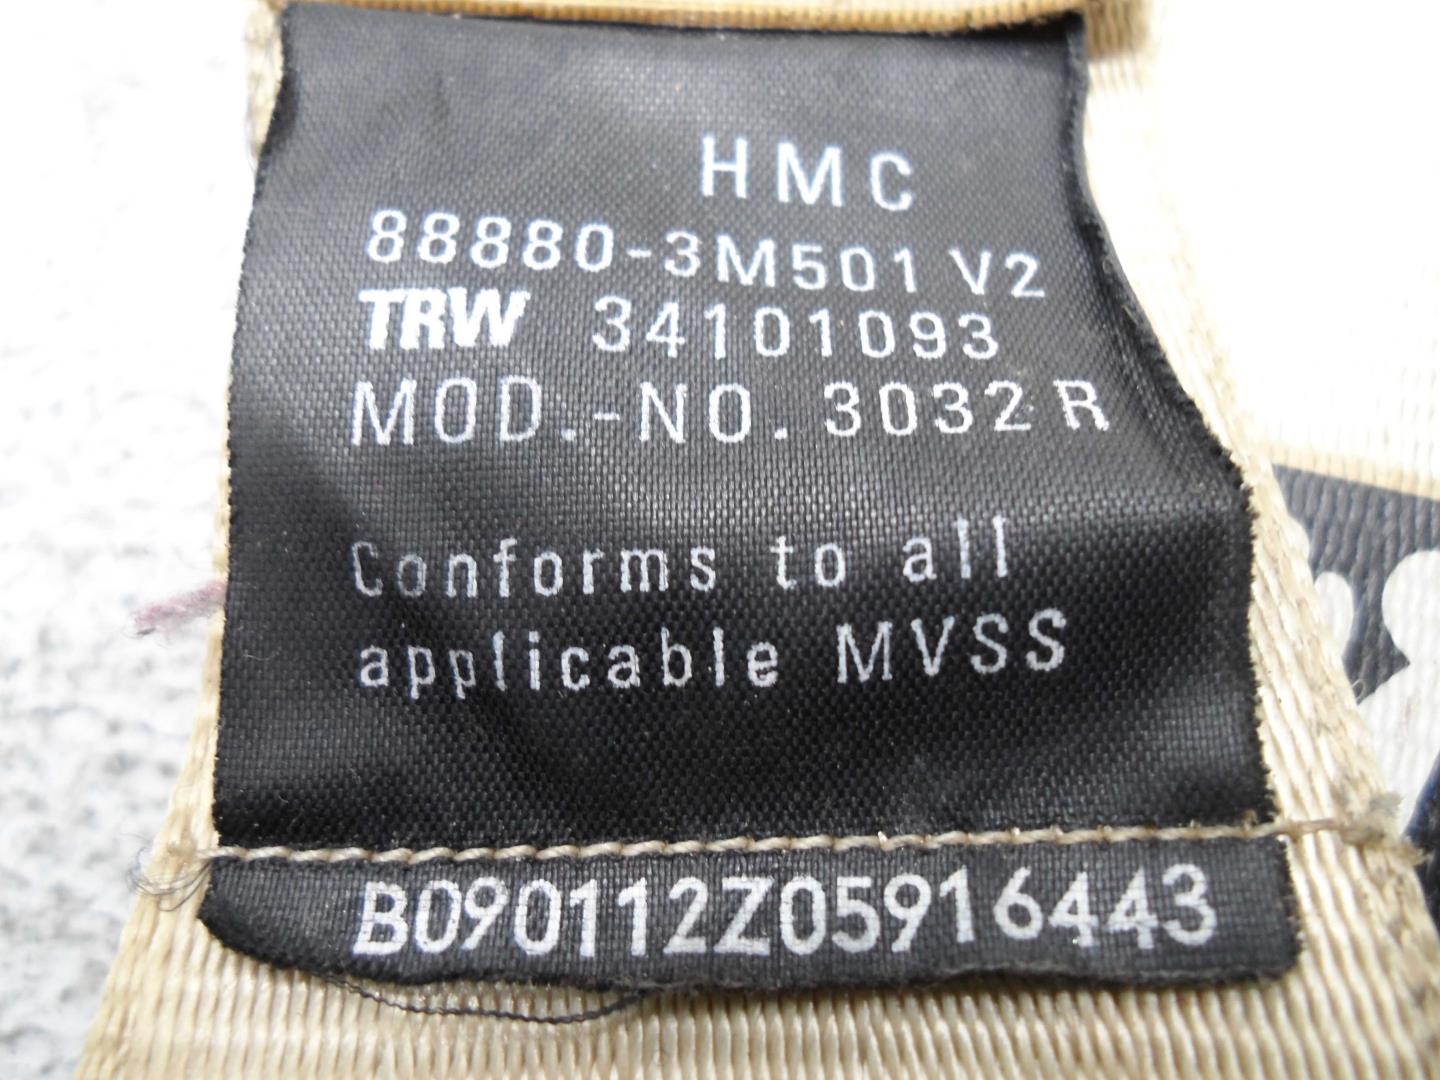 HMC
88880-3M501 V2
TRW 34101093
MOD.-NO. 3032 R
Conforms to all
applicable MVSS
B090112Z05916443